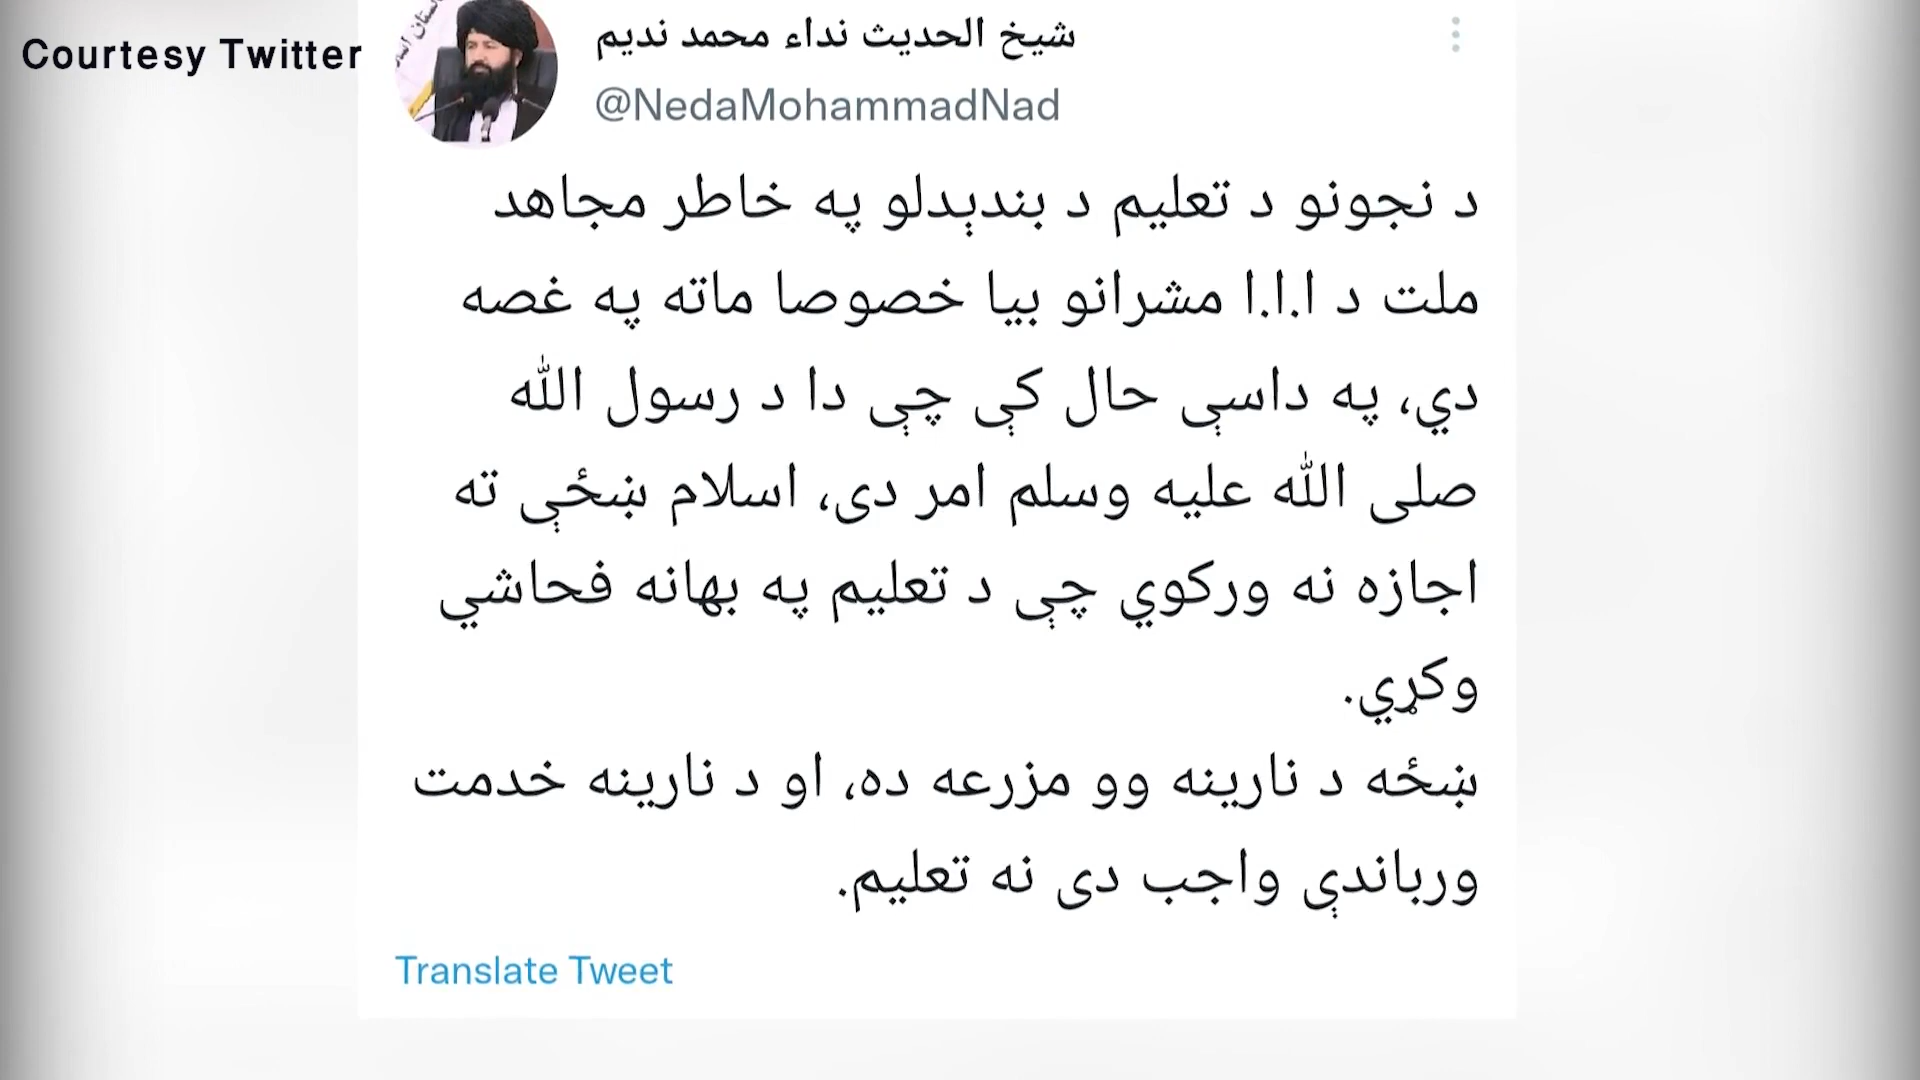 Courtesy Twitter
شيخ الحديث نداء محمد نديم
@NedaMohammadNad
د نجونو د تعليم د بندېدلو په خاطر مجاهد
ملت د ا.ا.ا مشرانو بيا خصوصا ماته په غصه
دي، په داسې حال کې چې دا د رسول الله
صلی الله عليه وسلم امر دی، اسلام ښځې ته
اجازه نه ورکوي چې د تعليم په بهانه فحاشي
وکړي.
ښځه د نارينه وو مزرعه ده، او د نارينه خدمت
ورباندې واجب دی نه تعليم.
Translate Tweet